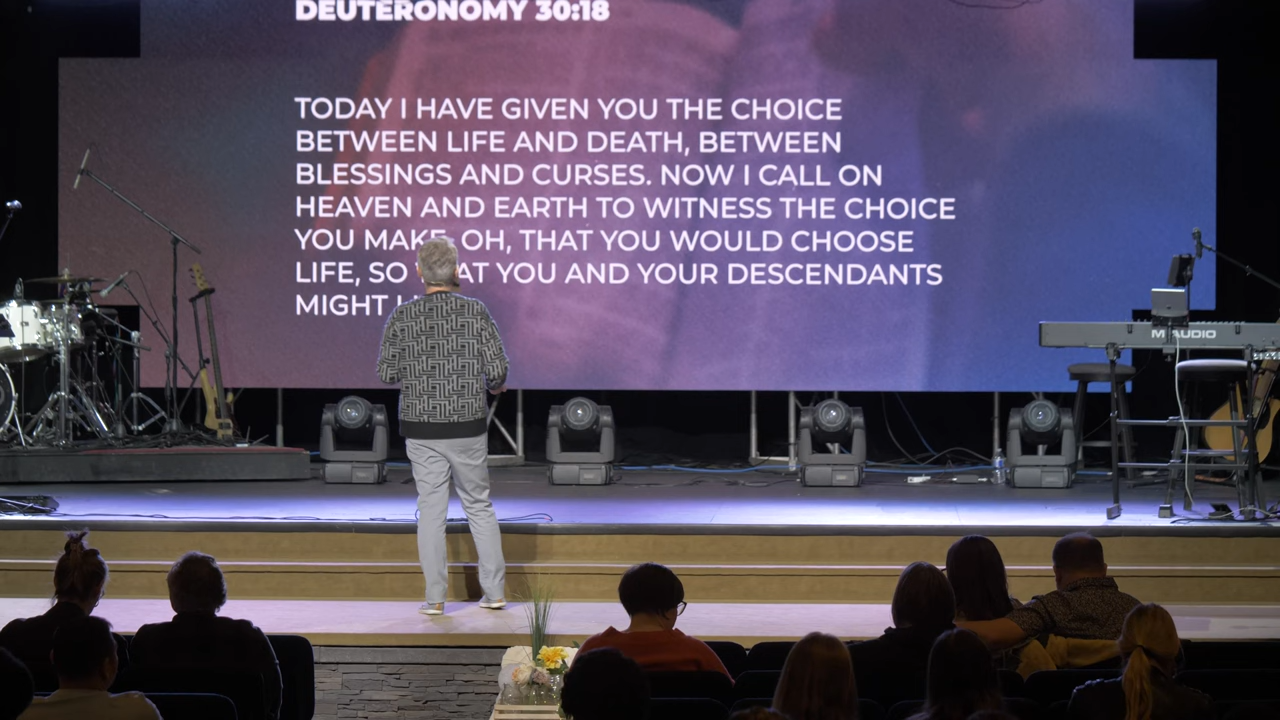 DEUTERONOMY 30:18
TODAY I HAVE GIVEN YOU THE CHOICE
BETWEEN LIFE AND DEATH, BETWEEN
BLESSINGS AND CURSES. NOW I CALL ON
HEAVEN AND EARTH TO WITNESS THE CHOICE
YOU MAKE. OH, THAT YOU WOULD CHOOSE
LIFE, SO YOU AND YOUR DESCENDANTS
MIGHT
M-AUDIO